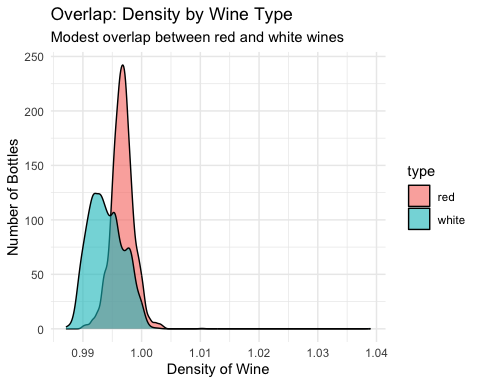 Overlap: Density by Wine Type
Modest overlap between red and white wines
250
200
150
100
50
0
Number of Bottles
0.99
1.00
1.01
1.02
1.03
1.04
Density of Wine
type
red
white